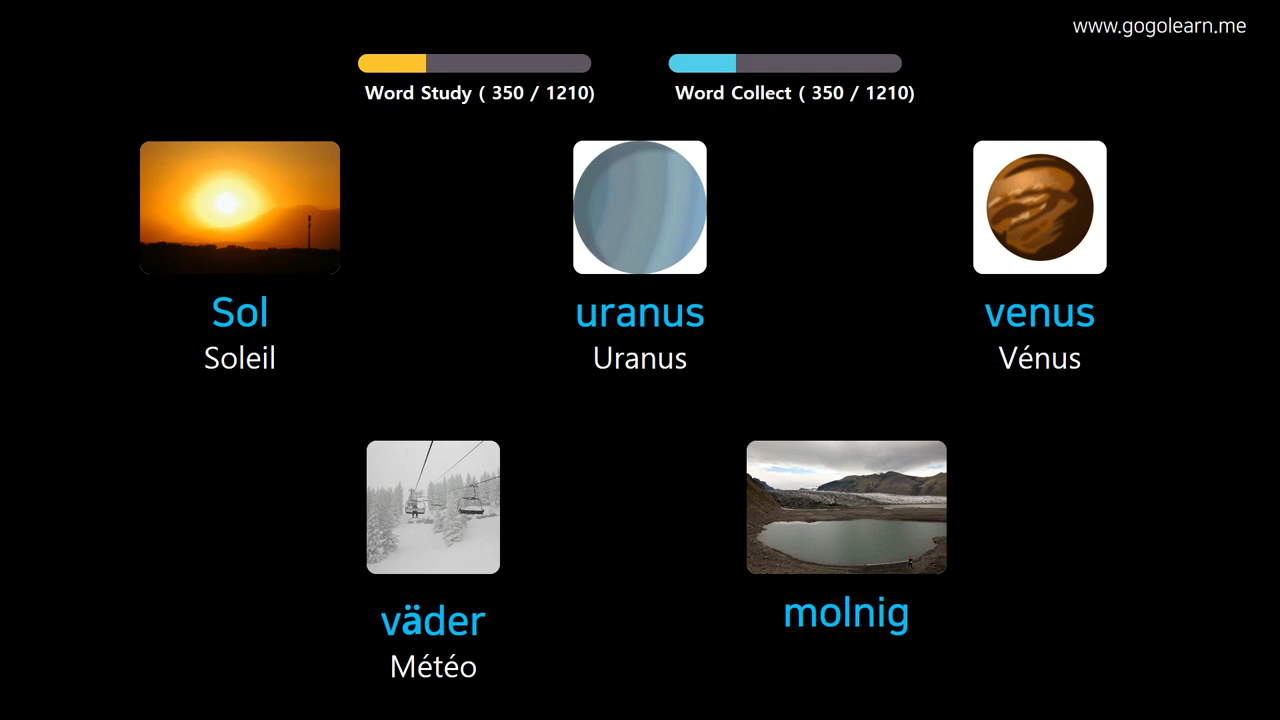 www.gogolearn.me
Word Study ( 350 / 1210)
Word Collect ( 350 / 1210)
Sol
Soleil
uranus
Uranus
venus
Vénus
väder
Météo
molnig